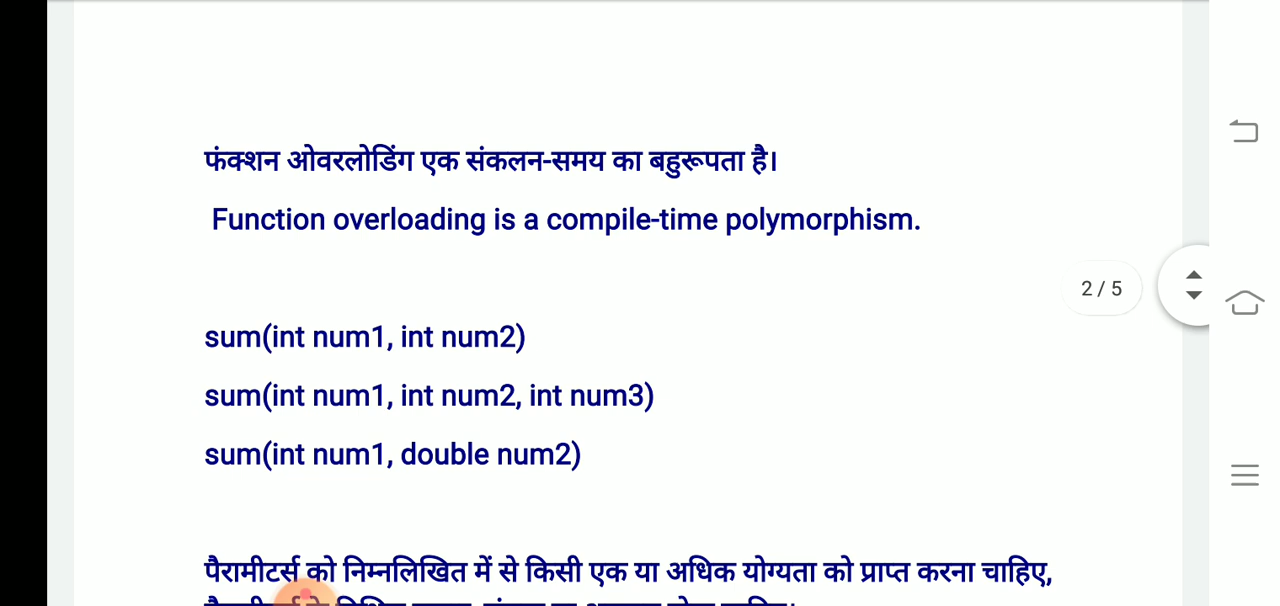 फंक्शन ओवरलोडिंग एक संकलन-समय का बहुरूपता है।
Function overloading is a compile-time polymorphism.
2 / 5
sum(int num1, int num2)
sum(int num1, int num2, int num3)
sum(int num1, double num2)
पैरामीटर्स को निम्नलिखित में से किसी एक या अधिक योग्यता को प्राप्त करना चाहिए,